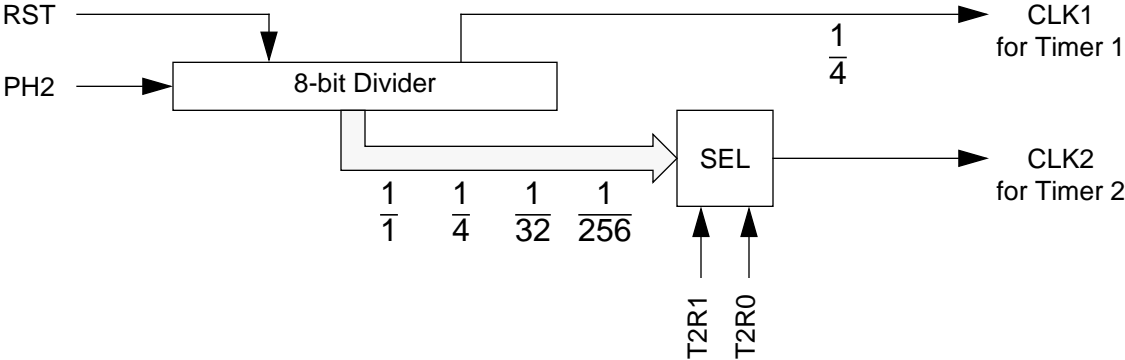 RST
CLK1
for Timer 1
1
4
PH2
8-bit Divider
SEL
CLK2
for Timer 2
1
1
1
4
1
32
1
256
T2R1
T2R0